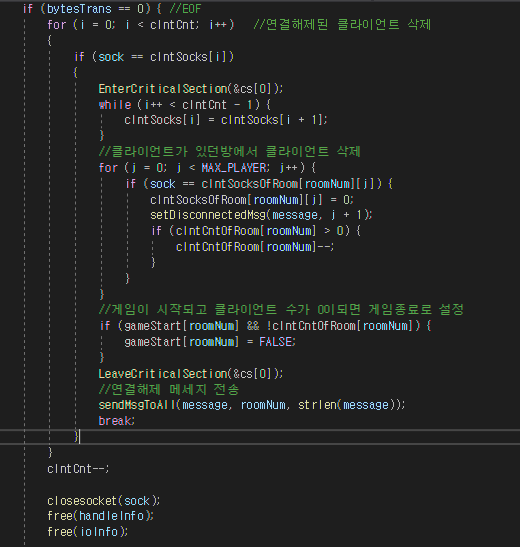 if (bytesTrans == 0) { //EOF
for (i = 0; i < clntCnt; i++) //연결해제된 클라이언트 삭제
{
if (sock == clntSocks[i])
{
EnterCriticalSection(&cs[0]);
while (i++ < clntCnt - 1) {
clntSocks[i] = clntSocks[i + 1];
}
//클라이언트가 있던방에서 클라이언트 삭제
for (j = 0; j < MAX_PLAYER; j++) {
if (sock == clntSocksOfRoom[roomNum][j]) {
clntSocksOfRoom[roomNum][j] = 0;
setDisconnectedMsg(message, j + 1);
if (clntCntOfRoom[roomNum] > 0) {
clntCntOfRoom[roomNum]--;
}
}
}
//게임이 시작되고 클라이언트 수가 0이되면 게임종료로 설정
if (gameStart[roomNum] && !clntCntOfRoom[roomNum]) {
gameStart[roomNum] = FALSE;
}
LeaveCriticalSection(&cs[0]);
//연결해제 메세지 전송
sendMsgToAll(message, roomNum, strlen(message));
break;
}
}
clntCnt--;
closesocket(sock);
free(handleInfo);
free(ioInfo);